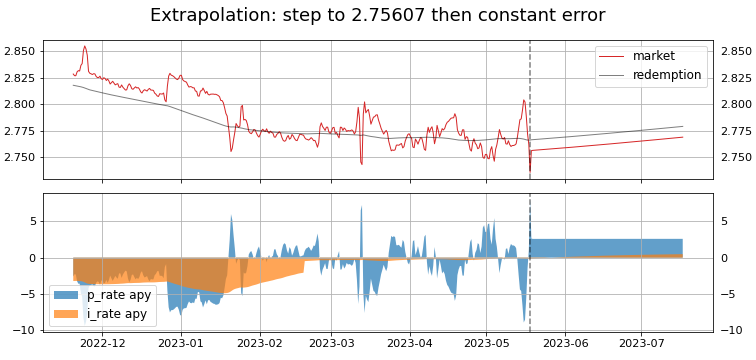 Extrapolation: step to 2.75607 then constant error
2.850 2.850
2.825 2.825
2.800 2.800
2.775 2.775
2.750 2.750
market
redemption
5 5
0 0
−5 −5
−10 −10
p_rate apy
i_rate apy
2022-12 2023-01 2023-02 2023-03 2023-04 2023-05 2023-06 2023-07